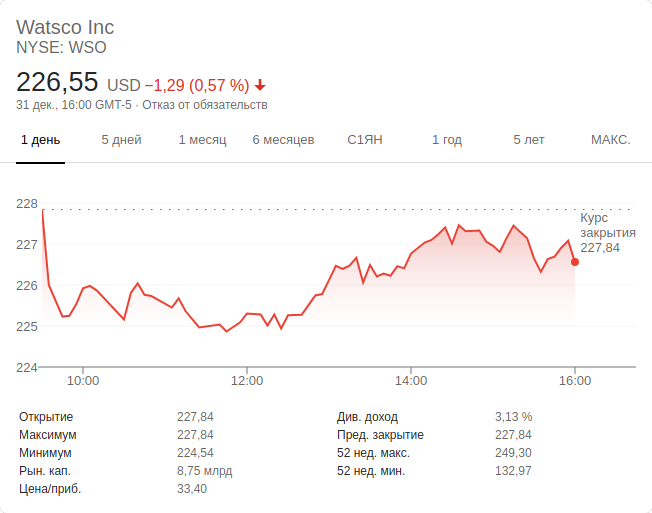 Watsco Inc
NYSE: WSO
226,55 USD −1,29 (0,57 %)
31 дек., 16:00 GMT-5 · Отказ от обязательств
1 день 5 дней 1 месяц 6 месяцев С1ЯН 1 год 5 лет МАКС.
228
227
226
225
224
Курс
закрытия
227,84
10:00 12:00 14:00 16:00
Открытие 227,84 Див. доход 3,13 %
Максимум 227,84 Пред. закрытие 227,84
Минимум 224,54 52 нед. макс. 249,30
Рын. кап. 8,75 млрд 52 нед. мин. 132,97
Цена/приб. 33,40